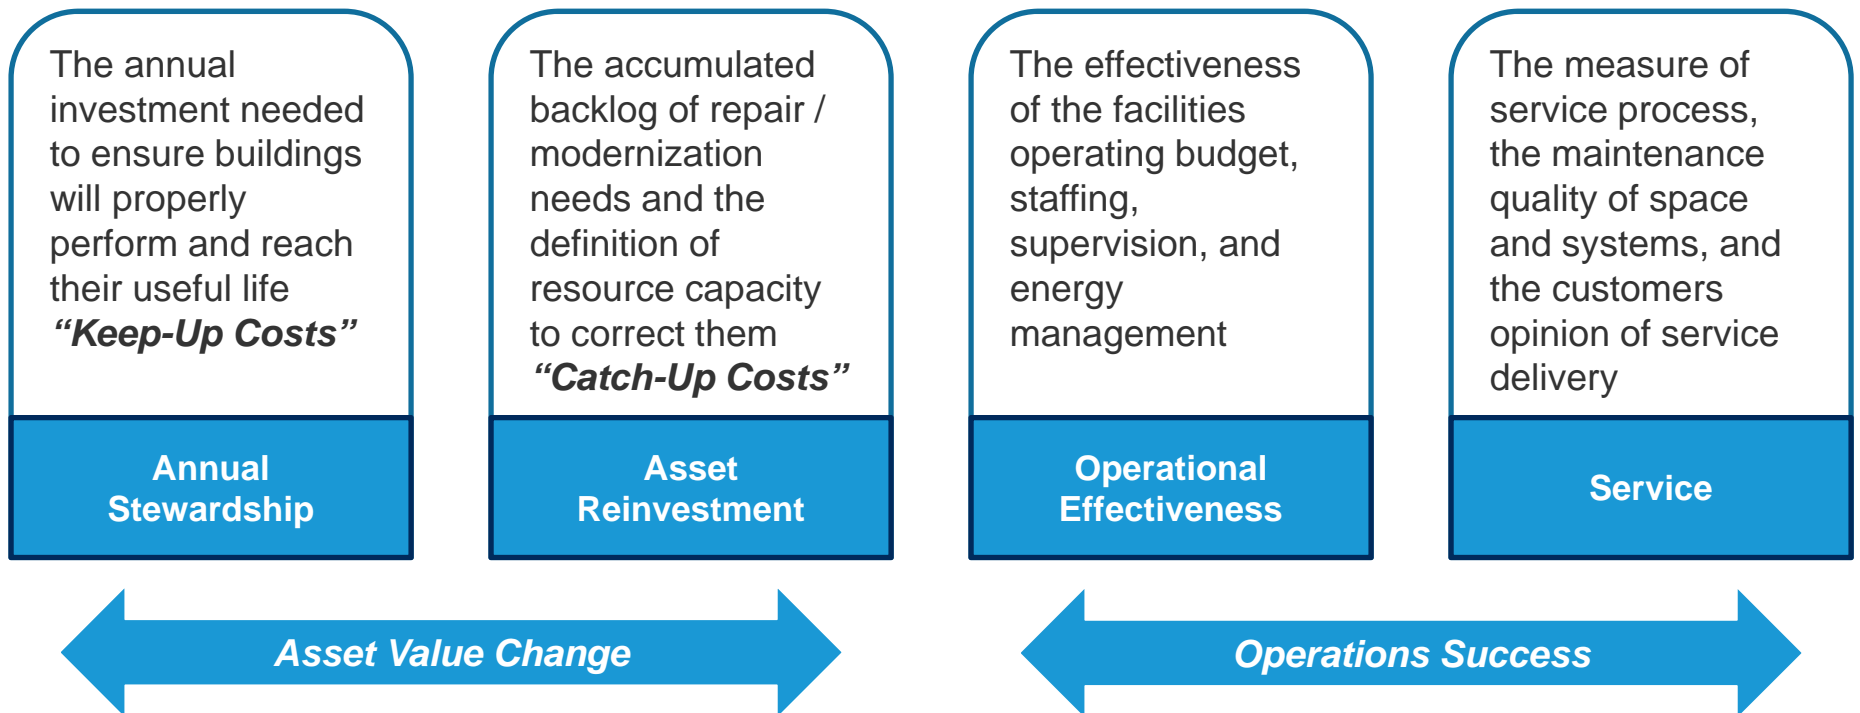 The annual
investment needed
to ensure buildings
will properly
perform and reach
their useful life
“Keep-Up Costs”
Annual
Stewardship
The accumulated
backlog of repair /
modernization
needs and the
definition of
resource capacity
to correct them
“Catch-Up Costs”
Asset
Reinvestment
The effectiveness
of the facilities
operating budget,
staffing,
supervision, and
energy
management
Operational
Effectiveness
The measure of
service process,
the maintenance
quality of space
and systems, and
the customers
opinion of service
delivery
Service
Asset Value Change
Operations Success